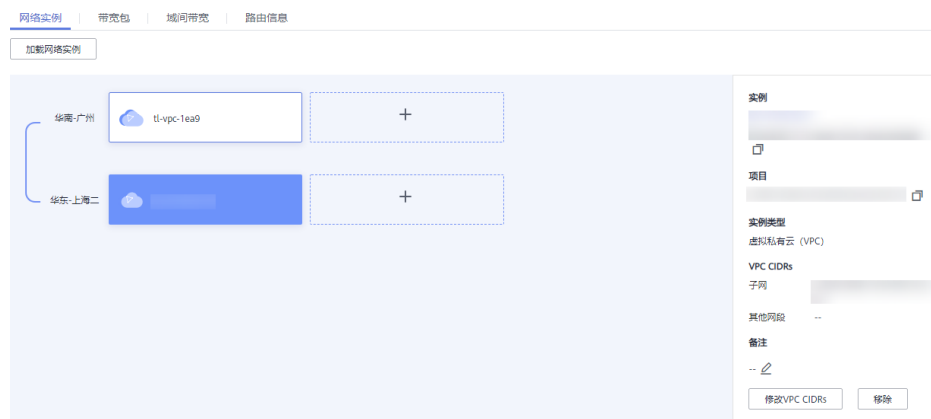 网络实例 带宽包 域间带宽 路由信息
加载网络实例
华南-广州 tl-vpc-1ea9
华东-上海二
实例
项目
实例类型
虚拟私有云（VPC）
VPC CIDRs
子网
其他网段 --
备注
--
修改VPC CIDRs 移除